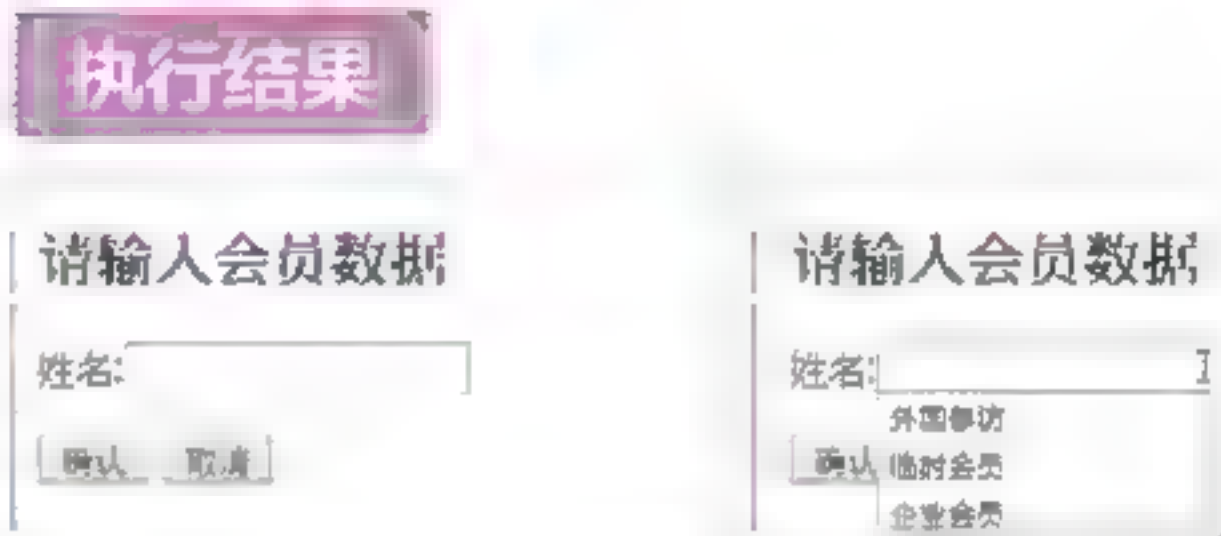 执行结果
请输入会员数据
姓名:
确认 取消
请输入会员数据
姓名:
外国参访
确认
临时会员
企业会员